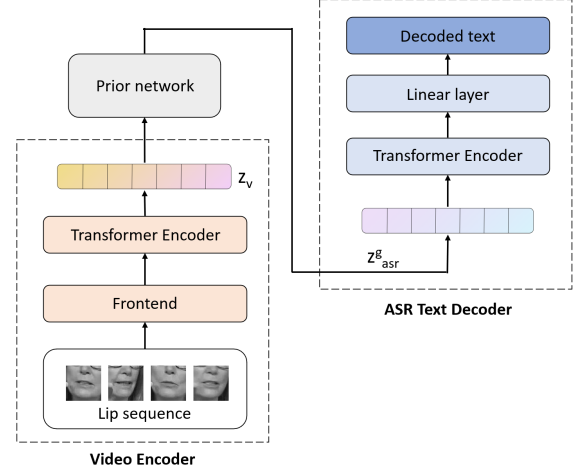 Decoded text
Linear layer
Transformer Encoder
z^g_asr
ASR Text Decoder
Prior network
z_v
Transformer Encoder
Frontend
Lip sequence
Video Encoder